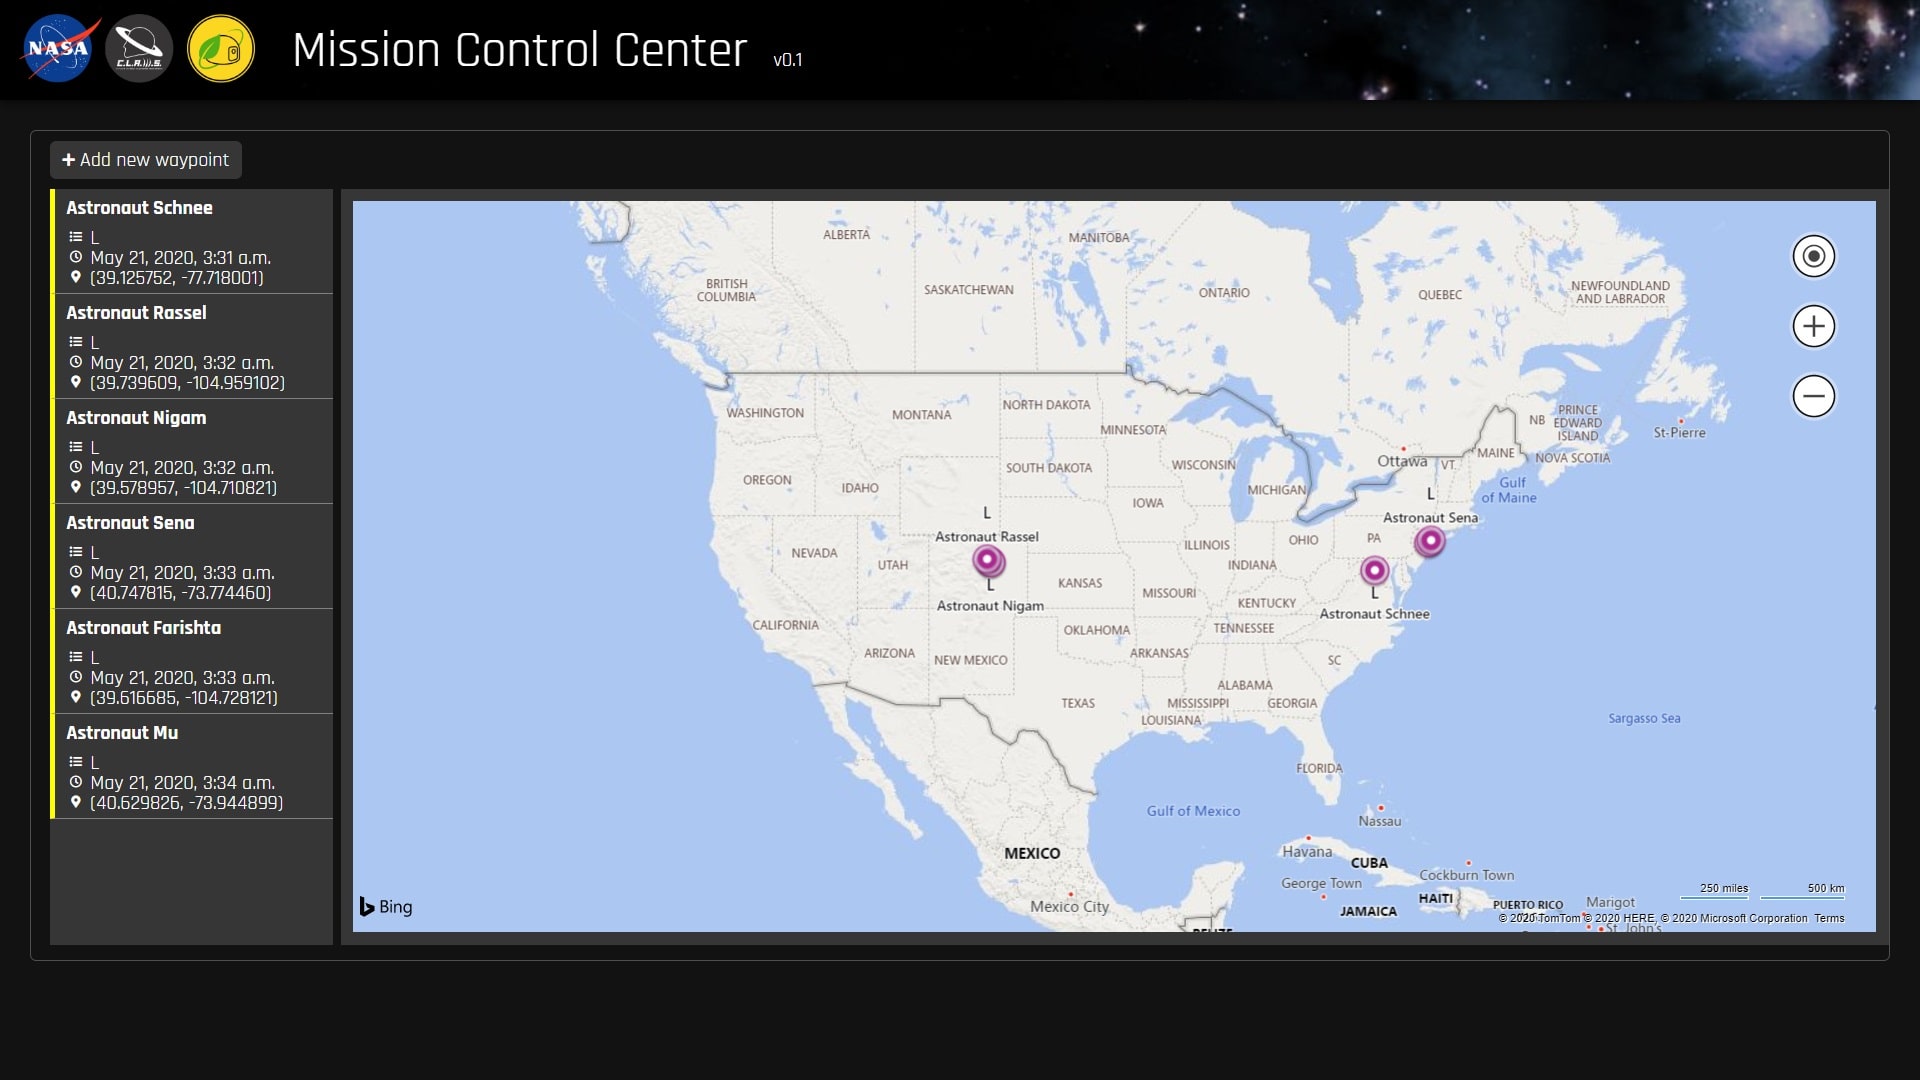 NASA
C.L.A.W.S.
Mission Control Center v0.1
+ Add new waypoint
Astronaut Schnee
L
May 21, 2020, 3:31 a.m.
(39.125752, -77.718001)
Astronaut Rassel
L
May 21, 2020, 3:32 a.m.
(39.739609, -104.959102)
Astronaut Nigam
L
May 21, 2020, 3:32 a.m.
(39.578957, -104.710821)
Astronaut Sena
L
May 21, 2020, 3:33 a.m.
(40.747815, -73.774460)
Astronaut Farishta
L
May 21, 2020, 3:33 a.m.
(39.616685, -104.728121)
Astronaut Mu
L
May 21, 2020, 3:34 a.m.
(40.629826, -73.944899)
ALBERTA
MANITOBA
BRITISH
COLUMBIA
SASKATCHEWAN
ONTARIO
QUEBEC
NEWFOUNDLAND
AND LABRADOR
WASHINGTON
MONTANA
NORTH DAKOTA
MINNESOTA
NB
PRINCE
EDWARD
ISLAND
St-Pierre
OREGON
IDAHO
SOUTH DAKOTA
WISCONSIN
MICHIGAN
Ottawa
VT.
MAINE
NOVA SCOTIA
Gulf
of Maine
IOWA
L
Astronaut Rassel
L
Astronaut Sena
NEVADA
UTAH
ILLINOIS
INDIANA
OHIO
PA
L
Astronaut Nigam
KANSAS
MISSOURI
KENTUCKY
L
Astronaut Schnee
CALIFORNIA
OKLAHOMA
TENNESSEE
ARIZONA
NEW MEXICO
ARKANSAS
SC
TEXAS
MISSISSIPPI
ALABAMA
GEORGIA
LOUISIANA
Sargasso Sea
FLORIDA
Gulf of Mexico
Nassau
MEXICO
Havana
CUBA
Cockburn Town
George Town
HAITI
PUERTO RICO
Marigot
Mexico City
JAMAICA
St. John's
BELIZE
Bing
250 miles
500 km
© 2020 TomTom © 2020 HERE, © 2020 Microsoft Corporation Terms